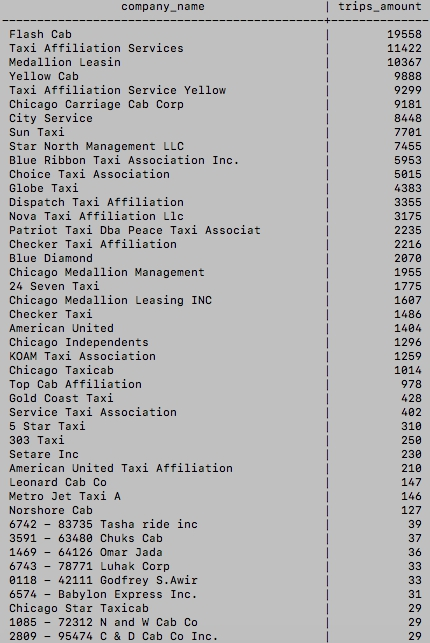 company_name | trips_amount
Flash Cab | 19558
Taxi Affiliation Services | 11422
Medallion Leasin | 10367
Yellow Cab | 9888
Taxi Affiliation Service Yellow | 9299
Chicago Carriage Cab Corp | 9181
City Service | 8448
Sun Taxi | 7701
Star North Management LLC | 7455
Blue Ribbon Taxi Association Inc. | 5953
Choice Taxi Association | 5015
Globe Taxi | 4383
Dispatch Taxi Affiliation | 3355
Nova Taxi Affiliation Llc | 3175
Patriot Taxi Dba Peace Taxi Associat | 2235
Checker Taxi Affiliation | 2216
Blue Diamond | 2070
Chicago Medallion Management | 1955
24 Seven Taxi | 1775
Chicago Medallion Leasing INC | 1607
Checker Taxi | 1486
American United | 1404
Chicago Independents | 1296
KOAM Taxi Association | 1259
Chicago Taxicab | 1014
Top Cab Affiliation | 978
Gold Coast Taxi | 428
Service Taxi Association | 402
5 Star Taxi | 310
303 Taxi | 250
Setare Inc | 230
American United Taxi Affiliation | 210
Leonard Cab Co | 147
Metro Jet Taxi A | 146
Norshore Cab | 127
6742 - 83735 Tasha ride inc | 39
3591 - 63480 Chuks Cab | 37
1469 - 64126 Omar Jada | 36
6743 - 78771 Luhak Corp | 33
0118 - 42111 Godfrey S.Awir | 33
6574 - Babylon Express Inc. | 31
Chicago Star Taxicab | 29
1085 - 72312 N and W Cab Co | 29
2809 - 95474 C & D Cab Co Inc. | 29